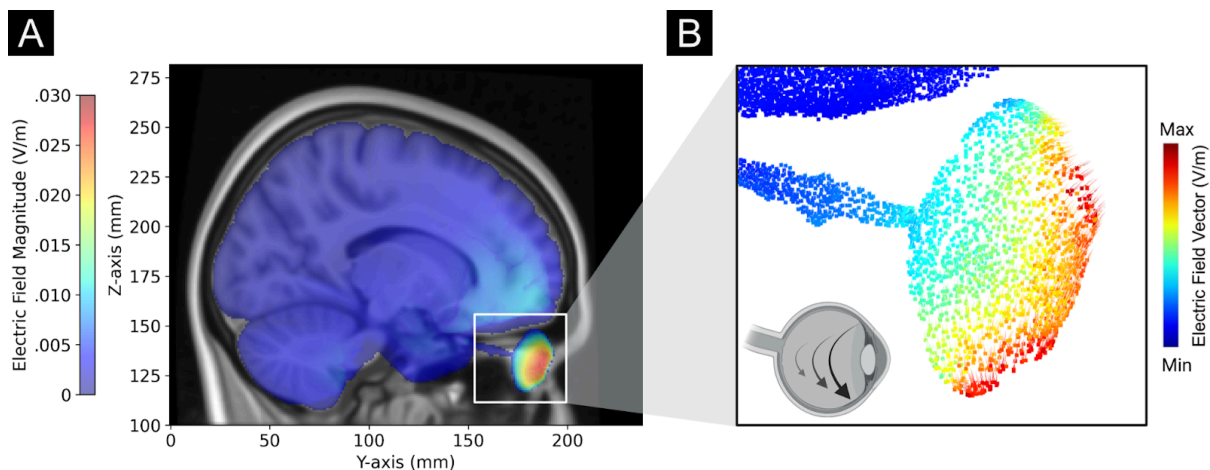 A
B
Electric Field Magnitude (V/m)
.030
.025
.020
.015
.010
.005
0
Z-axis (mm)
275
250
225
200
175
150
125
100
0
50
100
150
200
Y-axis (mm)
Max
Electric Field Vector (V/m)
Min